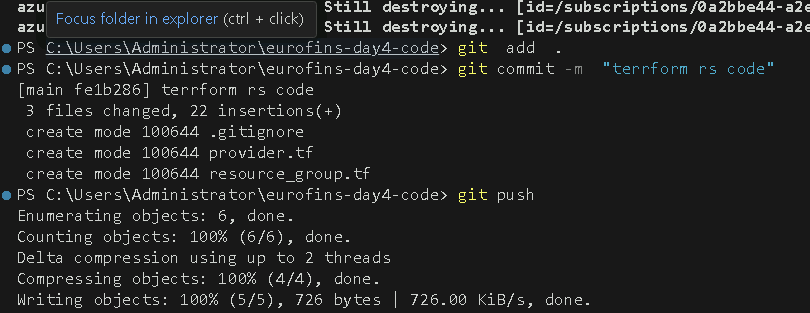 azu Still destroying... [id=/subscriptions/0a2bbe44-a2e
Focus folder in explorer (ctrl + click)
azu Still destroying... [id=/subscriptions/0a2bbe44-a2e
PS C:\Users\Administrator\eurofins-day4-code> git  add  .
PS C:\Users\Administrator\eurofins-day4-code> git commit -m  "terrform rs code"
[main fe1b286] terrform rs code
 3 files changed, 22 insertions(+)
 create mode 100644 .gitignore
 create mode 100644 provider.tf
 create mode 100644 resource_group.tf
PS C:\Users\Administrator\eurofins-day4-code> git push
Enumerating objects: 6, done.
Counting objects: 100% (6/6), done.
Delta compression using up to 2 threads
Compressing objects: 100% (4/4), done.
Writing objects: 100% (5/5), 726 bytes | 726.00 KiB/s, done.